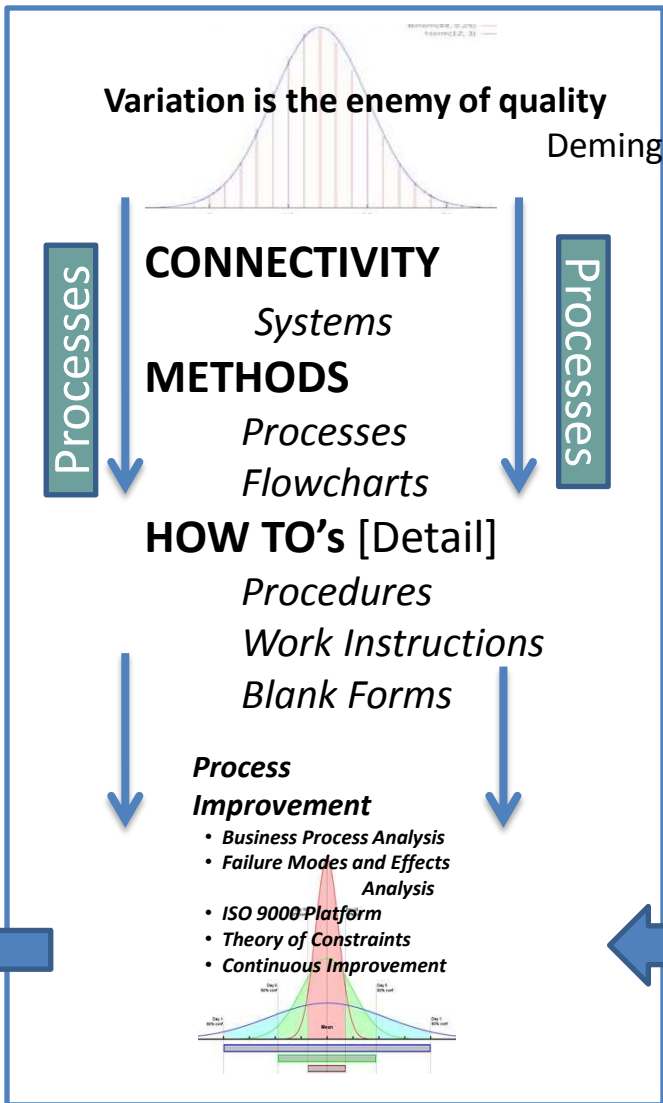 Variation is the enemy of quality
Deming
Processes
Processes
CONNECTIVITY
Systems
METHODS
Processes
Flowcharts
HOW TO's [Detail]
Procedures
Work Instructions
Blank Forms
Process
Improvement
• Business Process Analysis
• Failure Modes and Effects
Analysis
• ISO 9000 Platform
• Theory of Constraints
• Continuous Improvement
Mean